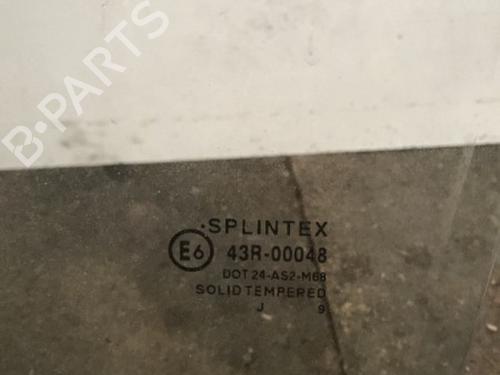 B-PARTS
SPLINTEX
E6 43R-00048
DOT 24-AS2-M68
SOLID TEMPERED
J 9